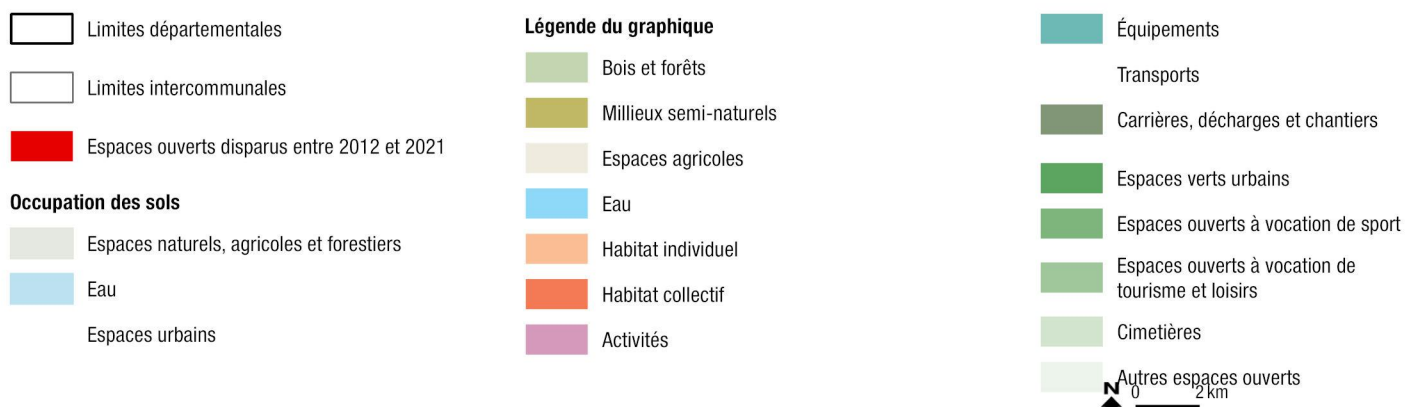 Limites départementales
Limites intercommunales
Espaces ouverts disparus entre 2012 et 2021
Occupation des sols
Espaces naturels, agricoles et forestiers
Eau
Espaces urbains
Légende du graphique
Bois et forêts
Millieux semi-naturels
Espaces agricoles
Eau
Habitat individuel
Habitat collectif
Activités
Équipements
Transports
Carrières, décharges et chantiers
Espaces verts urbains
Espaces ouverts à vocation de sport
Espaces ouverts à vocation de
tourisme et loisirs
Cimetières
Autres espaces ouverts
N 0 2 km